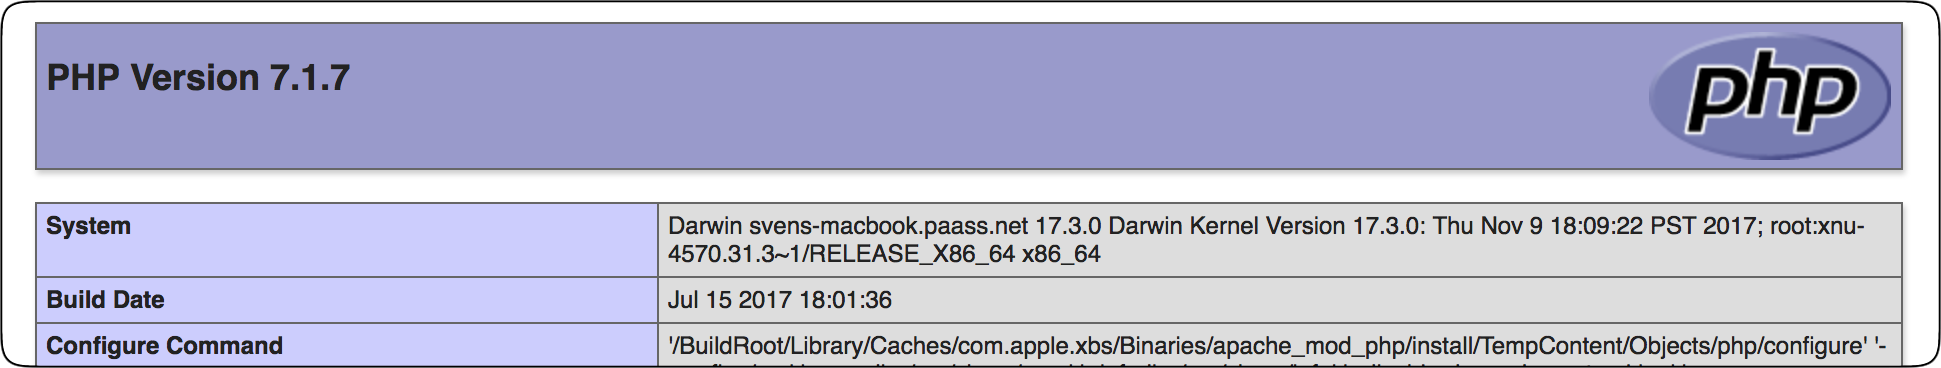 PHP Version 7.1.7
php
System
Darwin svens-macbook.paass.net 17.3.0 Darwin Kernel Version 17.3.0: Thu Nov 9 18:09:22 PST 2017; root:xnu-
4570.31.3~1/RELEASE_X86_64 x86_64
Build Date
Jul 15 2017 18:01:36
Configure Command
'/BuildRoot/Library/Caches/com.apple.xbs/Binaries/apache_mod_php/install/TempContent/Objects/php/configure' '-